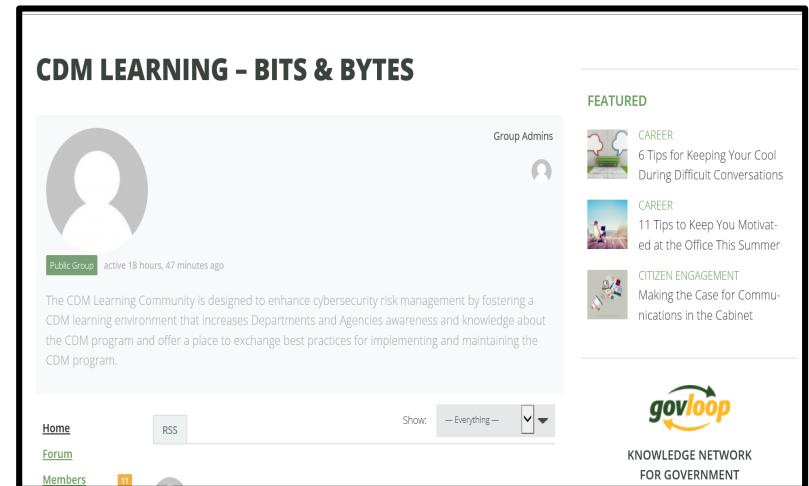 CDM LEARNING – BITS & BYTES
Group Admins
Public Group active 18 hours, 47 minutes ago
The CDM Learning Community is designed to enhance cybersecurity risk management by fostering a
CDM learning environment that increases Departments and Agencies awareness and knowledge about
the CDM program and offer a place to exchange best practices for implementing and maintaining the
CDM program.
Home
Forum
Members 11
RSS
Show: — Everything —
FEATURED
CAREER
6 Tips for Keeping Your Cool
During Difficult Conversations
CAREER
11 Tips to Keep You Motivat-
ed at the Office This Summer
CITIZEN ENGAGEMENT
Making the Case for Commu-
nications in the Cabinet
govloop
KNOWLEDGE NETWORK
FOR GOVERNMENT